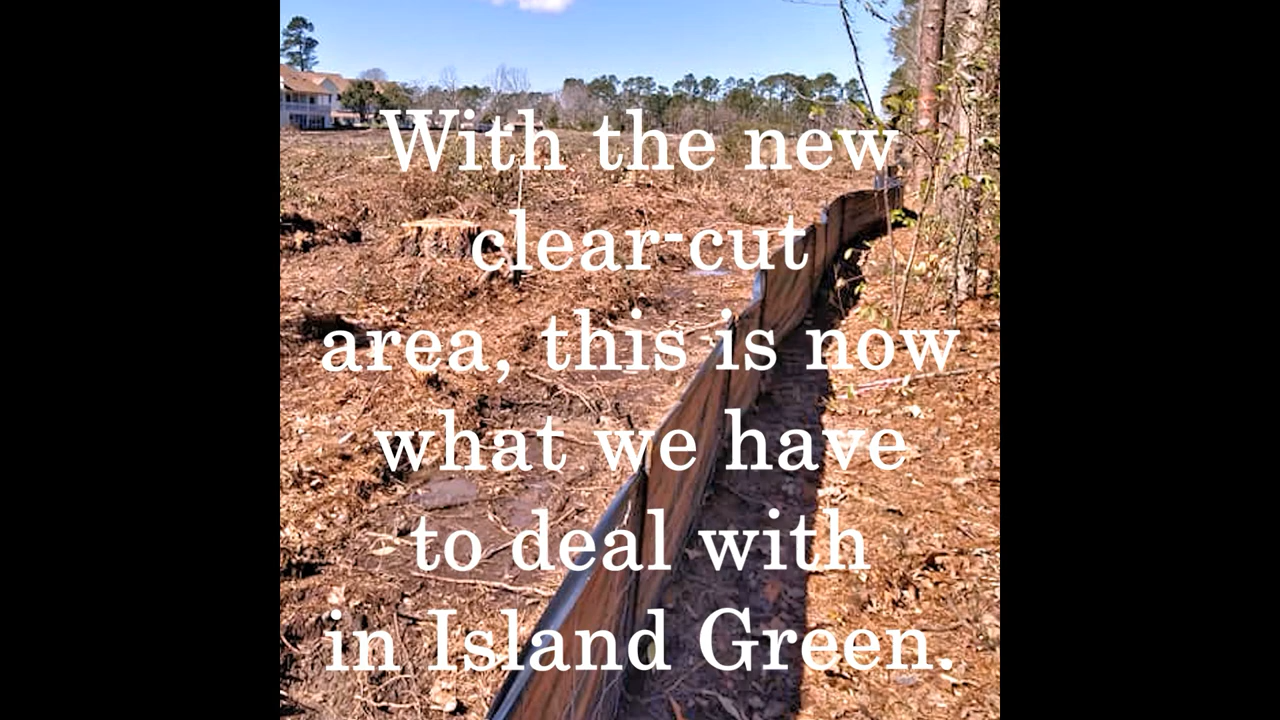 With the new
clear-cut
area, this is now
what we have
to deal with
in Island Green.